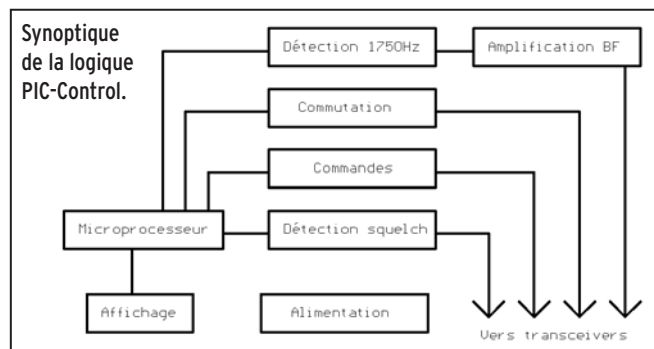 Synoptique
de la logique
PIC-Control.
Détection 1750Hz
Amplification BF
Commutation
Commandes
Microprocesseur
Détection squelch
Affichage
Alimentation
Vers transceivers